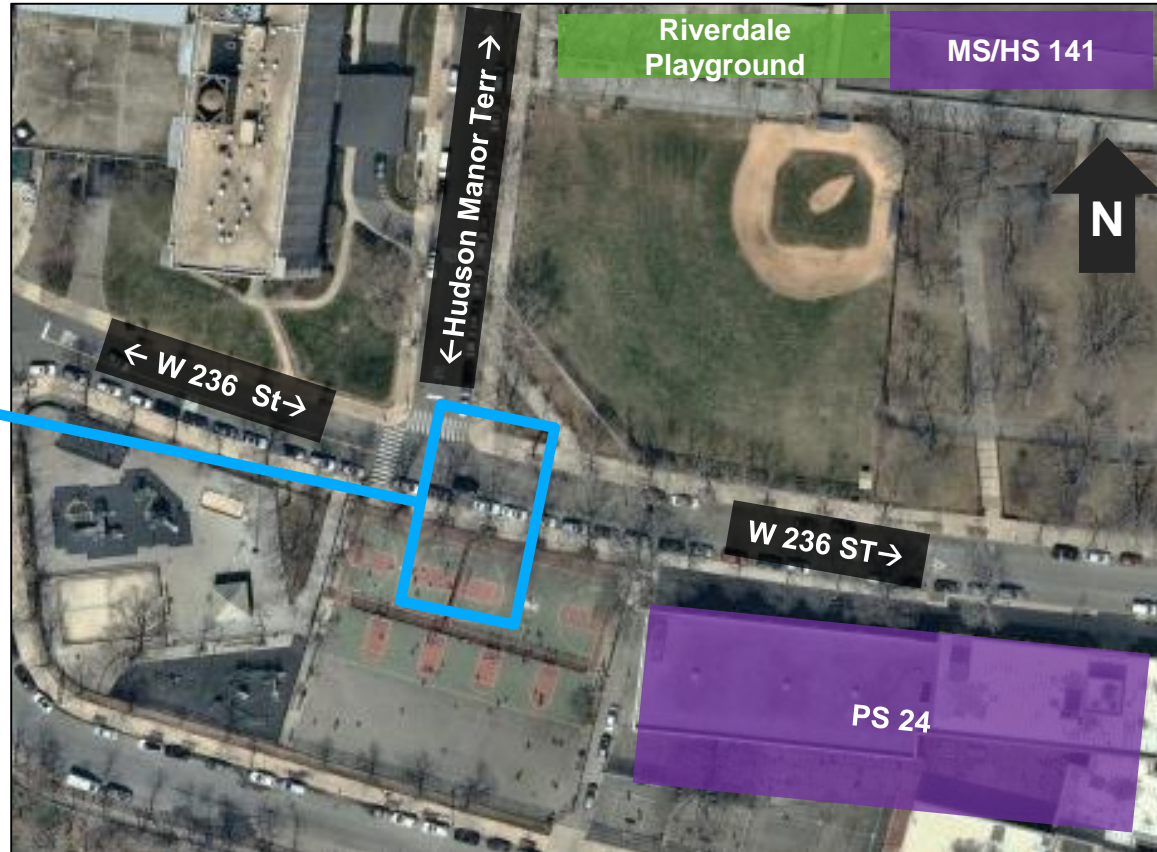 Riverdale
Playground
MS/HS 141
←Hudson Manor Terr →
N
← W 236 St→
W 236 ST→
PS 24